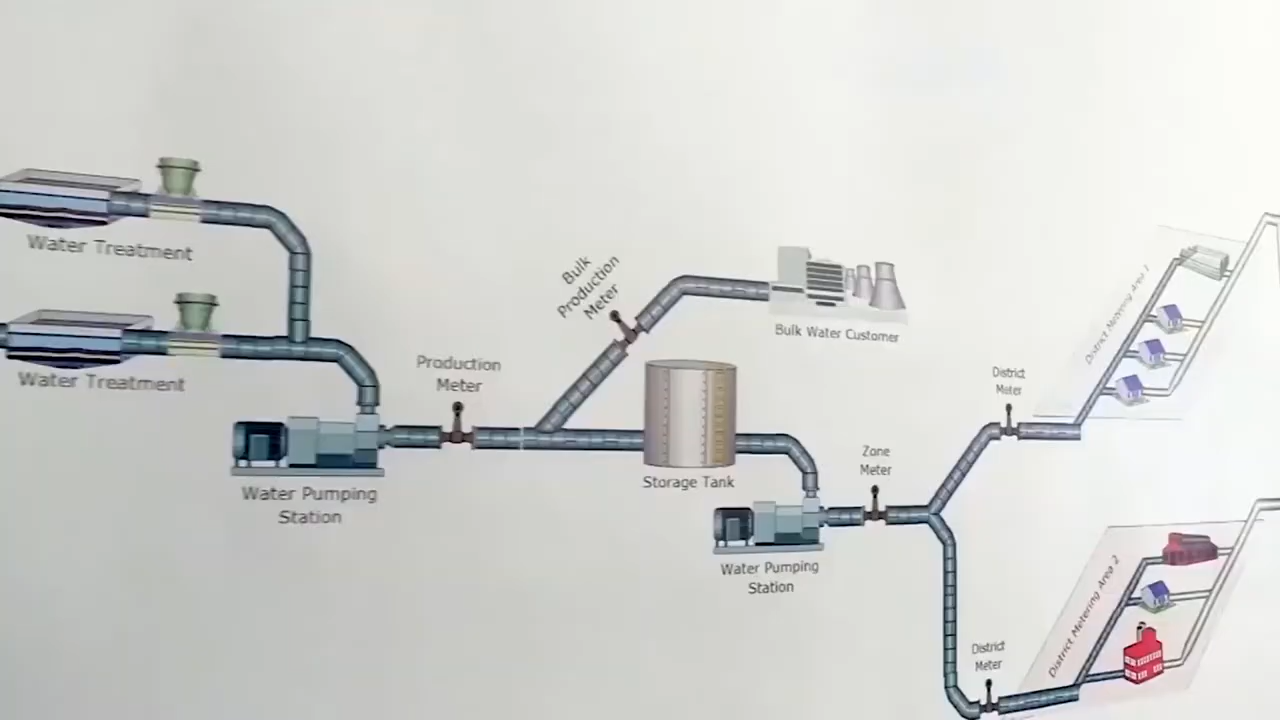 Water Treatment
Water Treatment
Water Pumping
Station
Production
Meter
Bulk
Production
Meter
Bulk Water Customer
Storage Tank
Water Pumping
Station
Zone
Meter
District
Meter
District Metering Area 1
District
Meter
District Metering Area 2